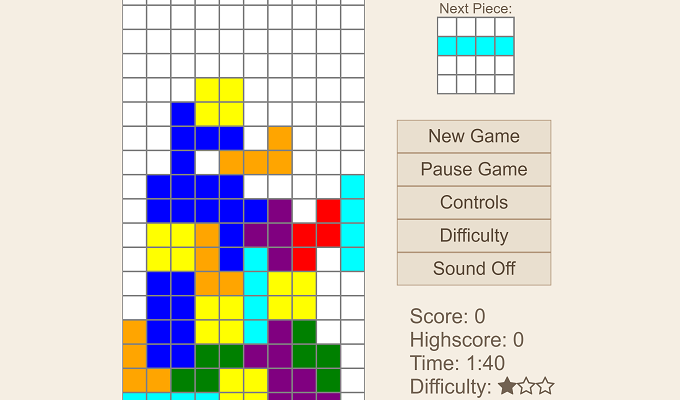 Next Piece:
New Game
Pause Game
Controls
Difficulty
Sound Off
Score: 0
Highscore: 0
Time: 1:40
Difficulty: